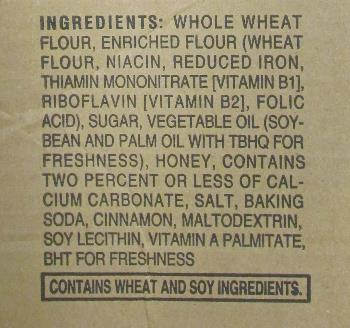 INGREDIENTS: WHOLE WHEAT
FLOUR, ENRICHED FLOUR (WHEAT
FLOUR, NIACIN, REDUCED IRON,
THIAMIN MONONITRATE [VITAMIN B1],
RIBOFLAVIN [VITAMIN B2], FOLIC
ACID), SUGAR, VEGETABLE OIL (SOY-
BEAN AND PALM OIL WITH TBHQ FOR
FRESHNESS), HONEY, CONTAINS
TWO PERCENT OR LESS OF CAL-
CIUM CARBONATE, SALT, BAKING
SODA, CINNAMON, MALTODEXTRIN,
SOY LECITHIN, VITAMIN A PALMITATE,
BHT FOR FRESHNESS
CONTAINS WHEAT AND SOY INGREDIENTS.